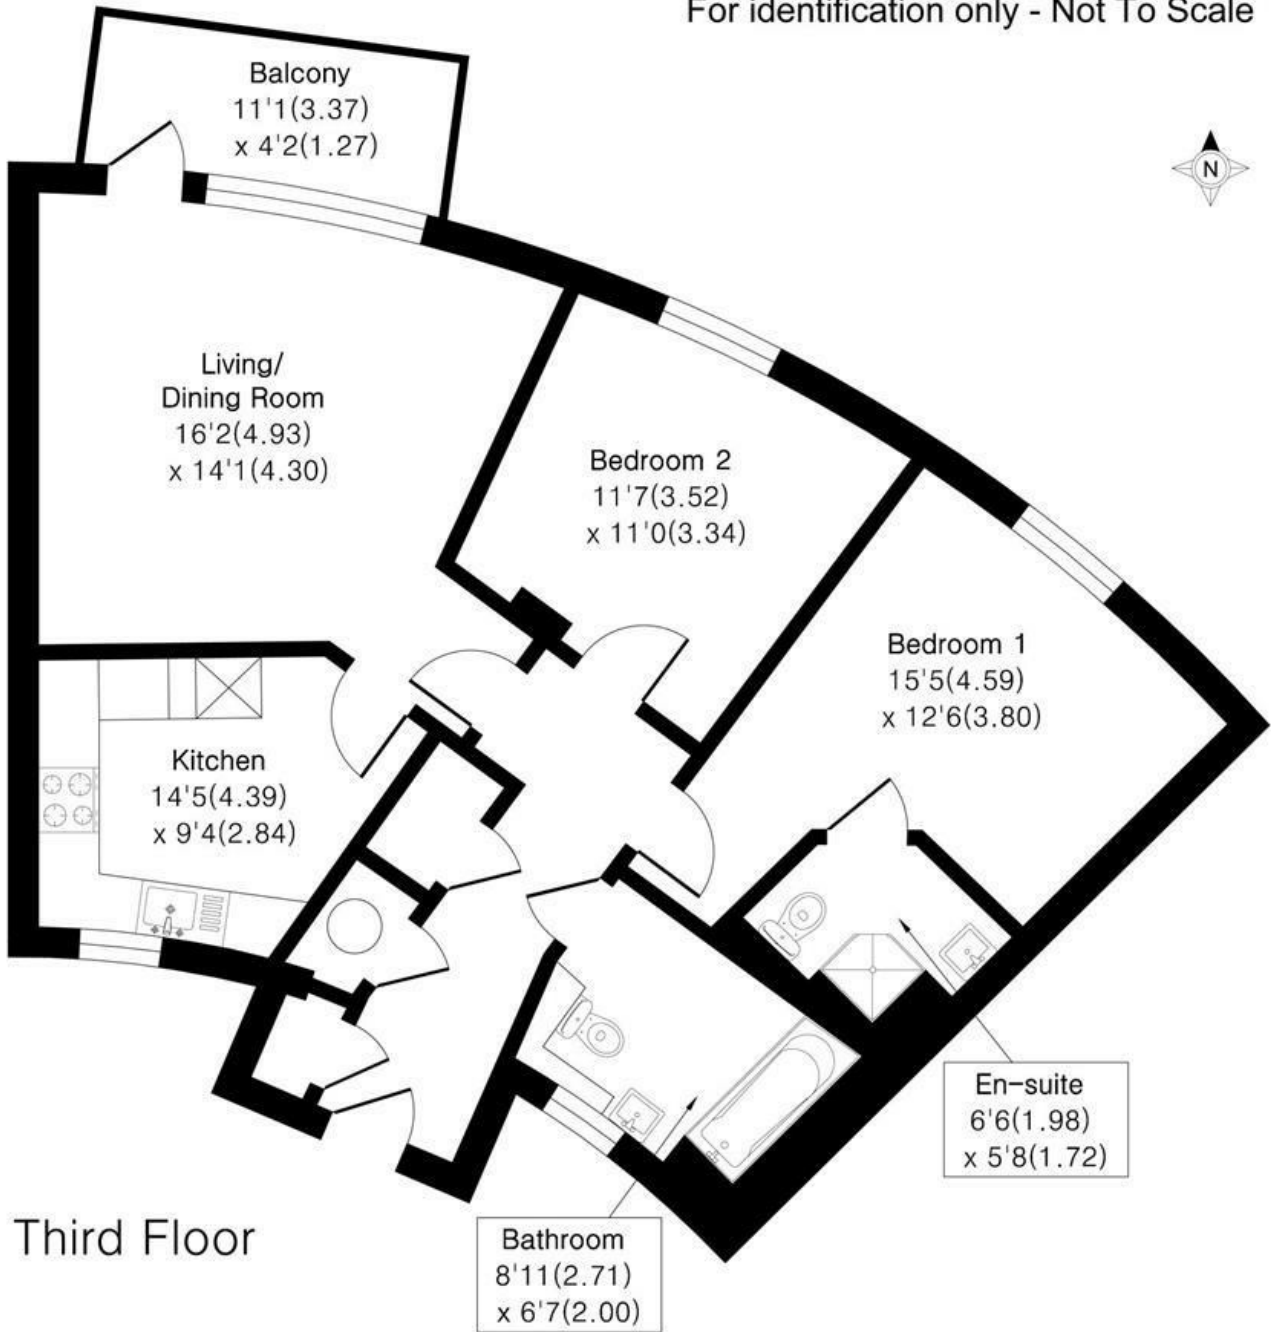 For identification only - Not To Scale
Balcony
11'1(3.37)
x 4'2(1.27)
N
Living/
Dining Room
16'2(4.93)
x 14'1(4.30)
Bedroom 2
11'7(3.52)
x 11'0(3.34)
Bedroom 1
15'5(4.59)
x 12'6(3.80)
Kitchen
14'5(4.39)
x 9'4(2.84)
En-suite
6'6(1.98)
x 5'8(1.72)
Third Floor
Bathroom
8'11(2.71)
x 6'7(2.00)